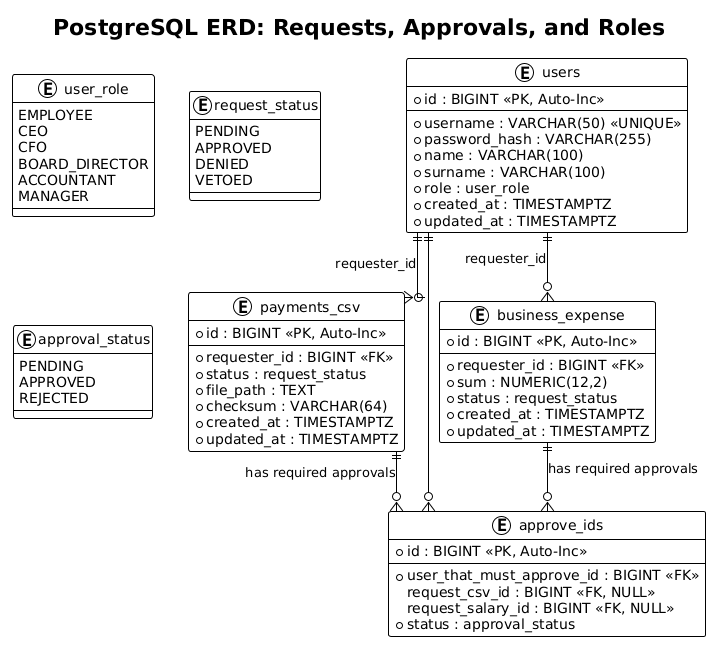 PostgreSQL ERD: Requests, Approvals, and Roles
E user_role
EMPLOYEE
CEO
CFO
BOARD_DIRECTOR
ACCOUNTANT
MANAGER
E request_status
PENDING
APPROVED
DENIED
VETOED
E users
id : BIGINT «PK, Auto-Inc»
username : VARCHAR(50) «UNIQUE»
password_hash : VARCHAR(255)
name : VARCHAR(100)
surname : VARCHAR(100)
role : user_role
created_at : TIMESTAMPTZ
updated_at : TIMESTAMPTZ
requester_id
requester_id
E approval_status
PENDING
APPROVED
REJECTED
E payments_csv
id : BIGINT «PK, Auto-Inc»
requester_id : BIGINT «FK»
status : request_status
file_path : TEXT
checksum : VARCHAR(64)
created_at : TIMESTAMPTZ
updated_at : TIMESTAMPTZ
E business_expense
id : BIGINT «PK, Auto-Inc»
requester_id : BIGINT «FK»
sum : NUMERIC(12,2)
status : request_status
created_at : TIMESTAMPTZ
updated_at : TIMESTAMPTZ
has required approvals
has required approvals
E approve_ids
id : BIGINT «PK, Auto-Inc»
user_that_must_approve_id : BIGINT «FK»
request_csv_id : BIGINT «FK, NULL»
request_salary_id : BIGINT «FK, NULL»
status : approval_status